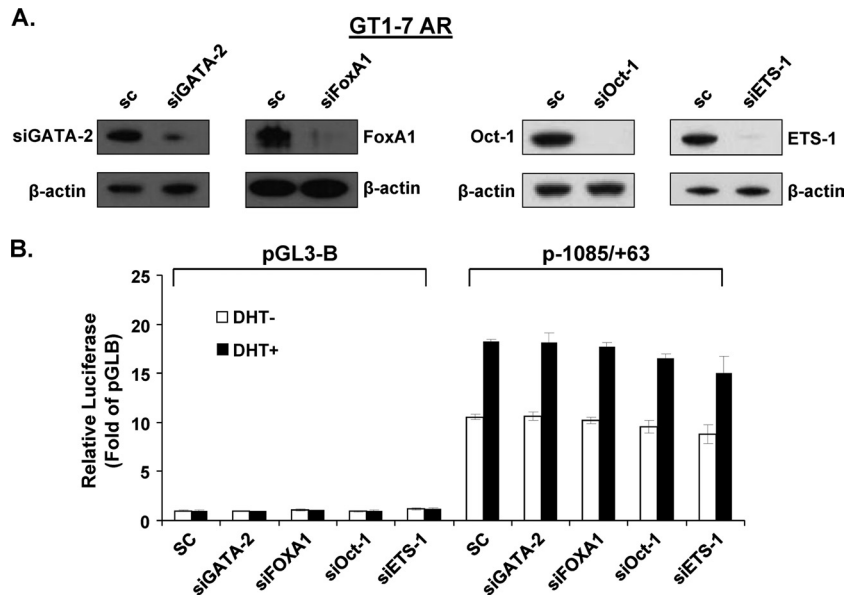 A.
GT1-7 AR
sc siGATA-2
sc siFoxA1
sc siOct-1
sc siETS-1
siGATA-2
FoxA1
Oct-1
ETS-1
β-actin
β-actin
β-actin
β-actin
B.
pGL3-B
p-1085/+63
Relative Luciferase
(Fold of pGLB)
25
20
15
10
5
0
DHT-
DHT+
SC
siGATA-2
siFOXA1
siOct-1
siETS-1
SC
siGATA-2
siFOXA1
siOct-1
siETS-1